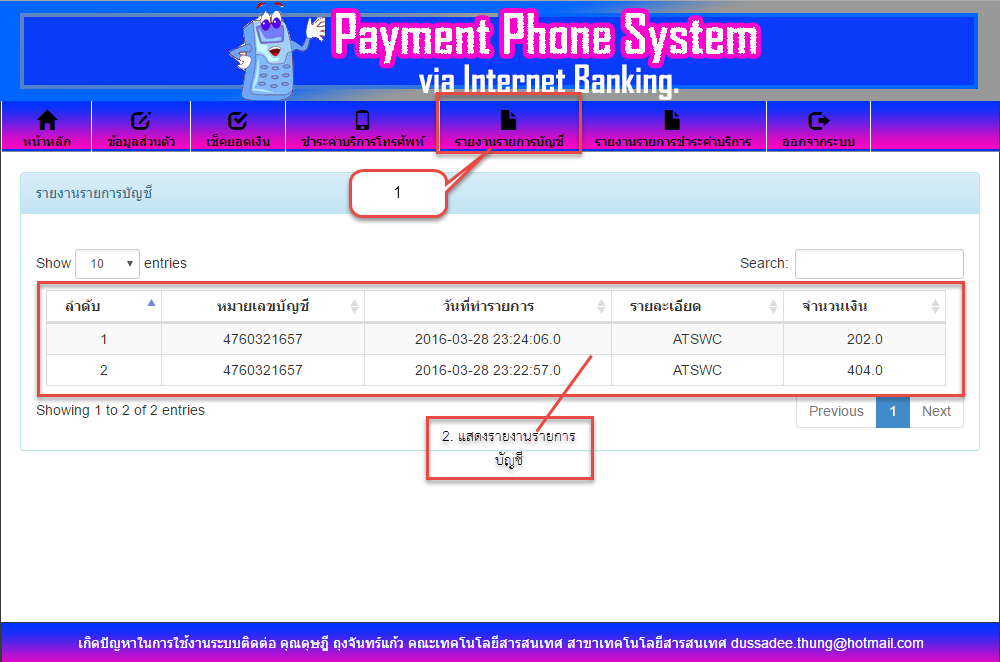 Payment Phone System
via Internet Banking.
หน้าหลัก ข้อมูลส่วนตัว เช็คยอดเงิน ชำระค่าบริการโทรศัพท์ รายงานรายการบัญชี รายงานรายการชำระค่าบริการ ออกจากระบบ
รายงานรายการบัญชี
1
Show 10 entries Search:
ลำดับ หมายเลขบัญชี วันที่ทำรายการ รายละเอียด จำนวนเงิน
1 4760321657 2016-03-28 23:24:06.0 ATSWC 202.0
2 4760321657 2016-03-28 23:22:57.0 ATSWC 404.0
Showing 1 to 2 of 2 entries Previous 1 Next
2. แสดงรายงานรายการ
บัญชี
เกิดปัญหาในการใช้งานระบบติดต่อ คุณดุษฎี ถุงจันทร์แก้ว คณะเทคโนโลยีสารสนเทศ สาขาเทคโนโลยีสารสนเทศ dussadee.thung@hotmail.com